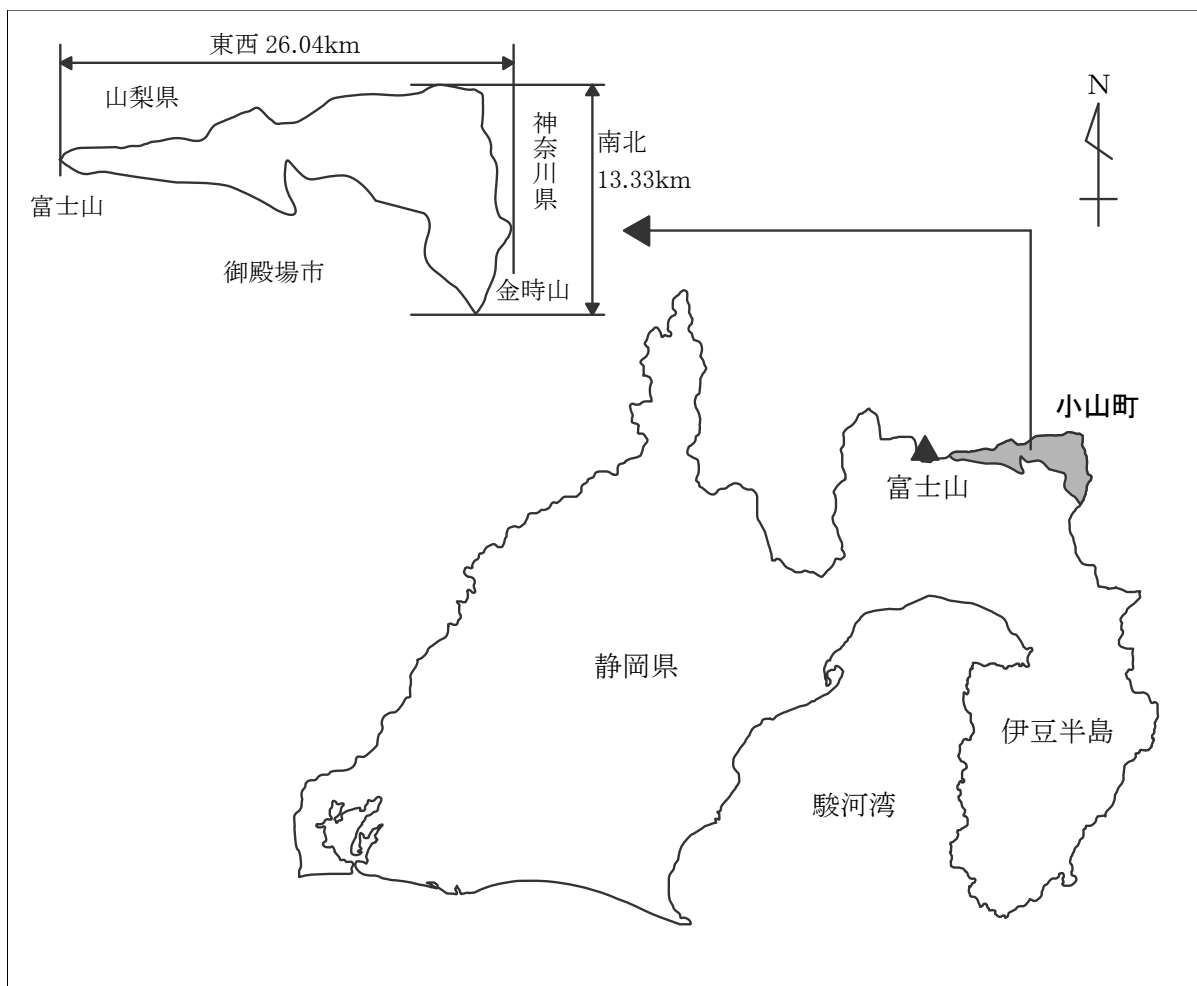 東西 26.04km
山梨県
神奈川県
南北
13.33km
富士山
御殿場市
金時山
N
小山町
富士山
静岡県
伊豆半島
駿河湾